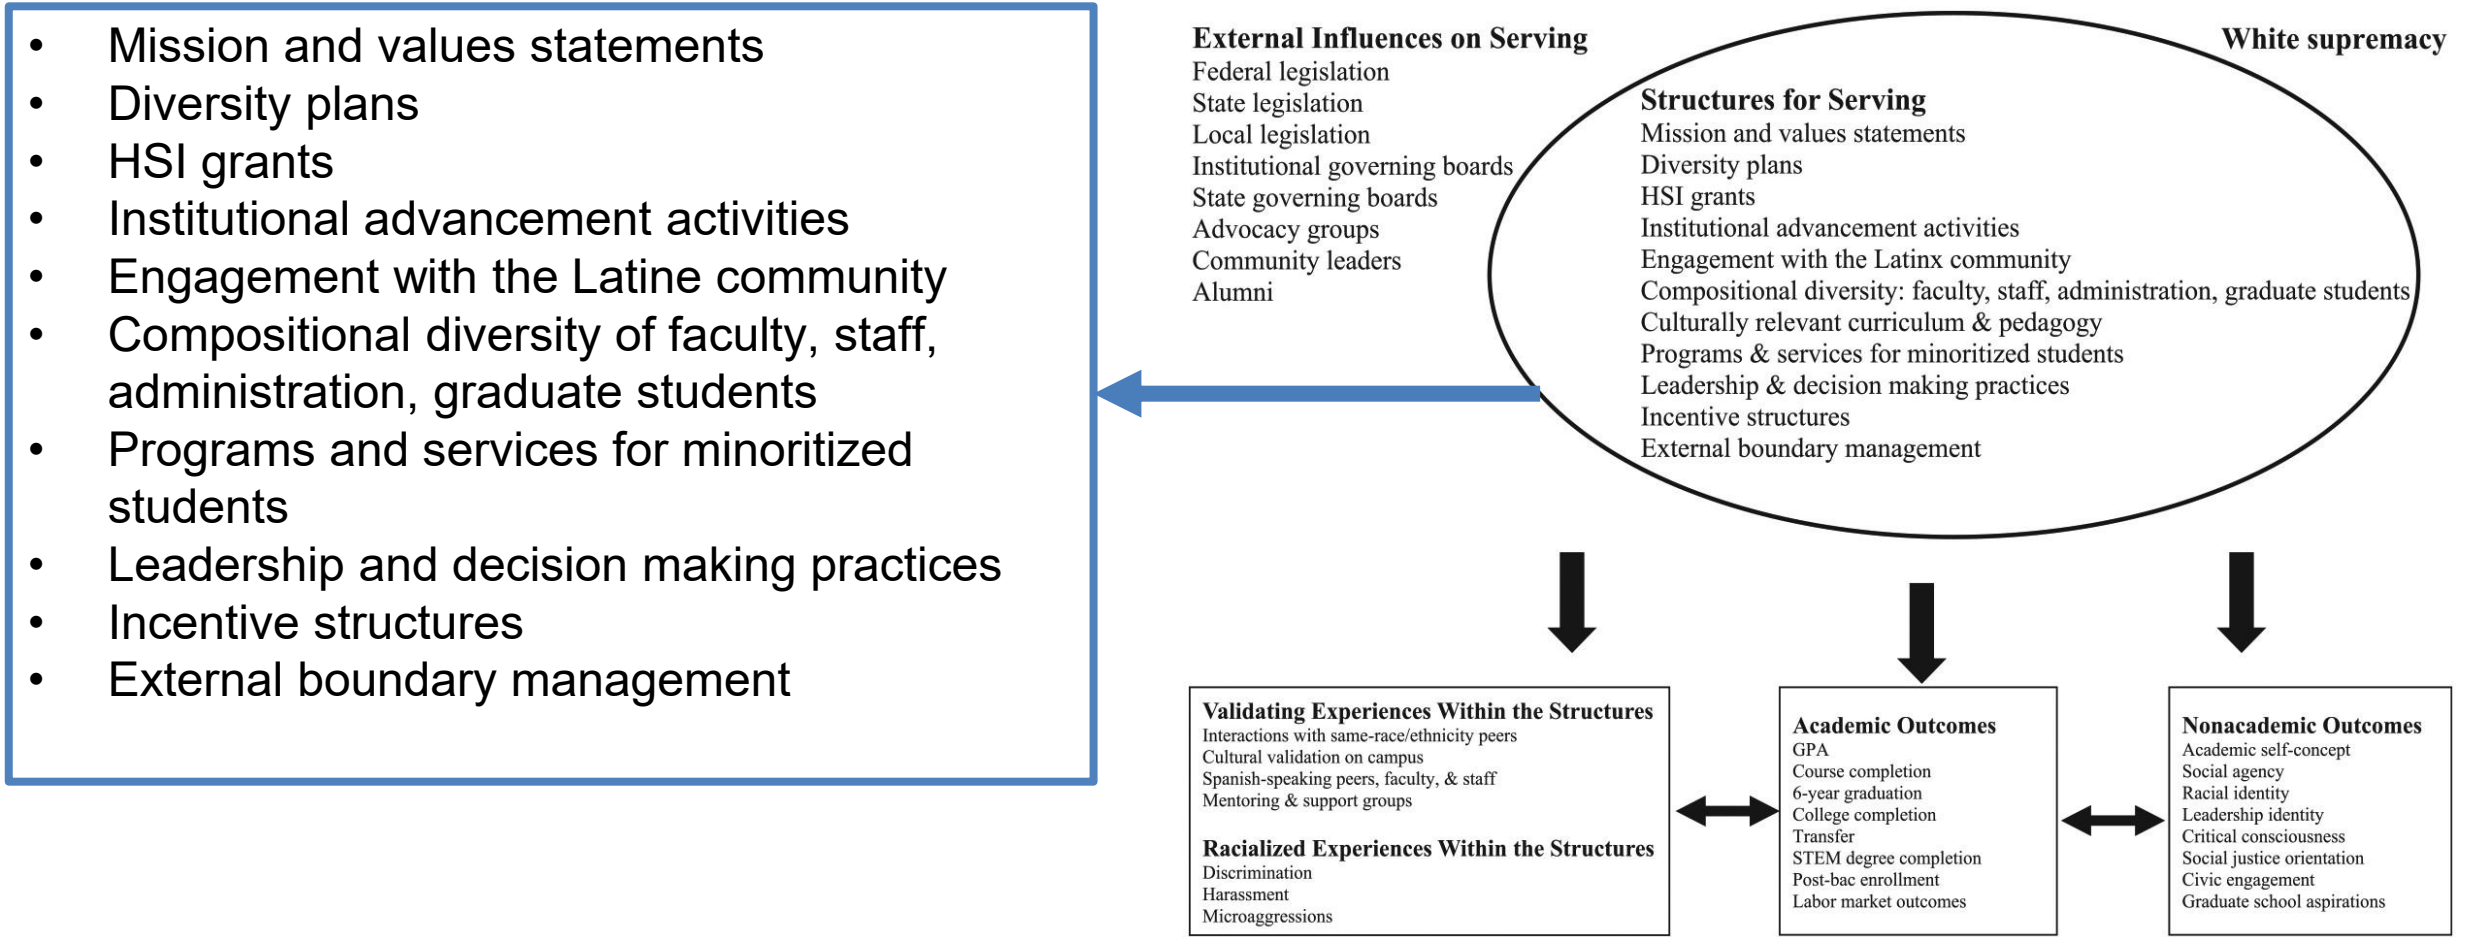 • Mission and values statements
• Diversity plans
• HSI grants
• Institutional advancement activities
• Engagement with the Latine community
• Compositional diversity of faculty, staff,
administration, graduate students
• Programs and services for minoritized
students
• Leadership and decision making practices
• Incentive structures
• External boundary management
External Influences on Serving
Federal legislation
State legislation
Local legislation
Institutional governing boards
State governing boards
Advocacy groups
Community leaders
Alumni
White supremacy
Structures for Serving
Mission and values statements
Diversity plans
HSI grants
Institutional advancement activities
Engagement with the Latinx community
Compositional diversity: faculty, staff, administration, graduate students
Culturally relevant curriculum & pedagogy
Programs & services for minoritized students
Leadership & decision making practices
Incentive structures
External boundary management
Validating Experiences Within the Structures
Interactions with same-race/ethnicity peers
Cultural validation on campus
Spanish-speaking peers, faculty, & staff
Mentoring & support groups
Racialized Experiences Within the Structures
Discrimination
Harassment
Microaggressions
Academic Outcomes
GPA
Course completion
6-year graduation
College completion
Transfer
STEM degree completion
Post-bac enrollment
Labor market outcomes
Nonacademic Outcomes
Academic self-concept
Social agency
Racial identity
Leadership identity
Critical consciousness
Social justice orientation
Civic engagement
Graduate school aspirations